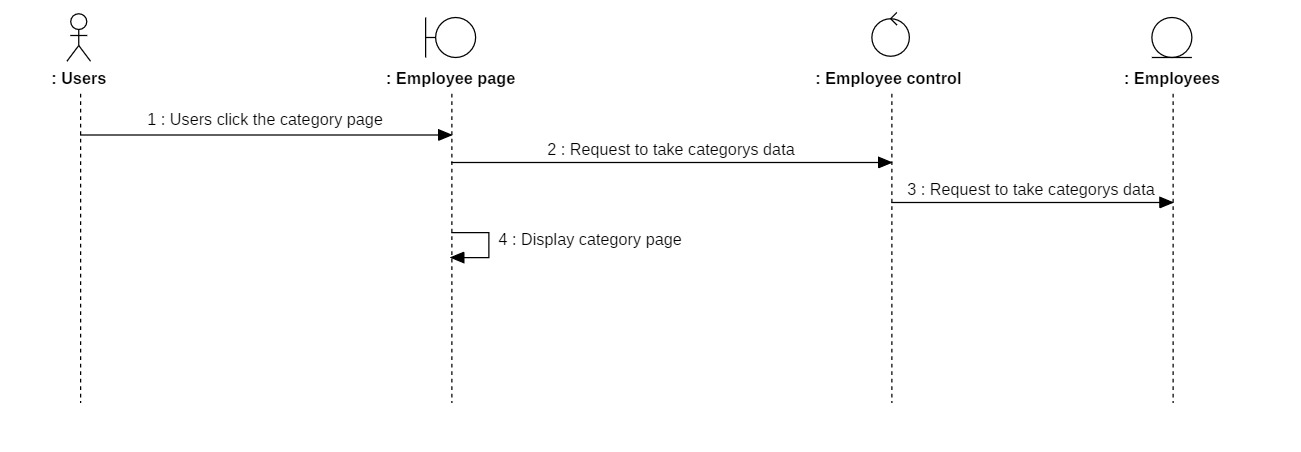 : Users
: Employee page
: Employee control
: Employees
1 : Users click the category page
2 : Request to take categorys data
3 : Request to take categorys data
4 : Display category page